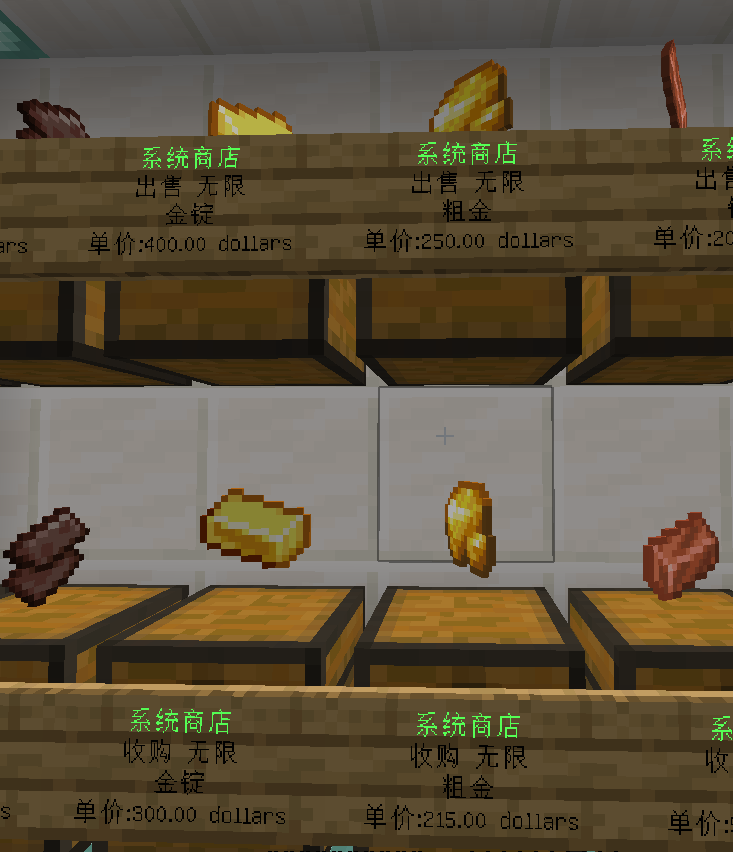 系统商店
出售 无限
金锭
单价:400.00 dollars
系统商店
出售 无限
粗金
单价:250.00 dollars
系统商店
收购 无限
金锭
单价:300.00 dollars
系统商店
收购 无限
粗金
单价:215.00 dollars